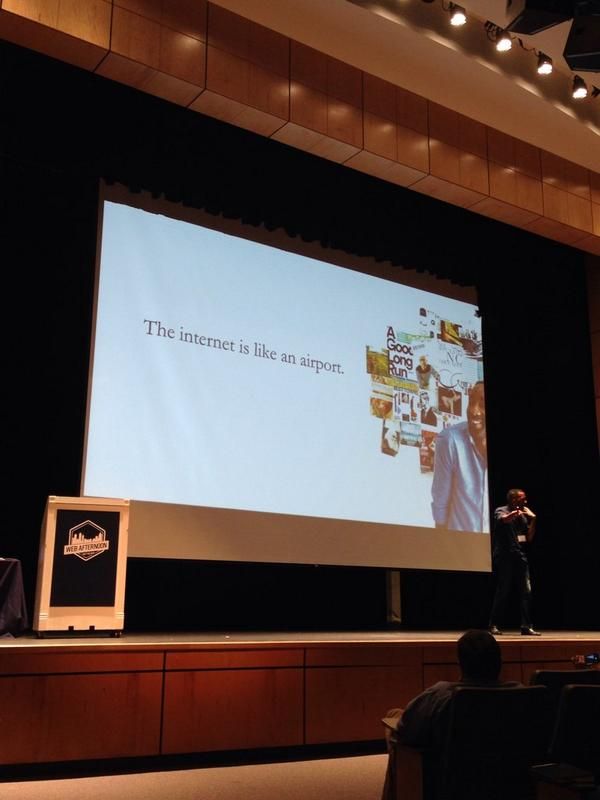 The internet is like an airport.
A
Good
Long
Run
WEB AFTERNOON